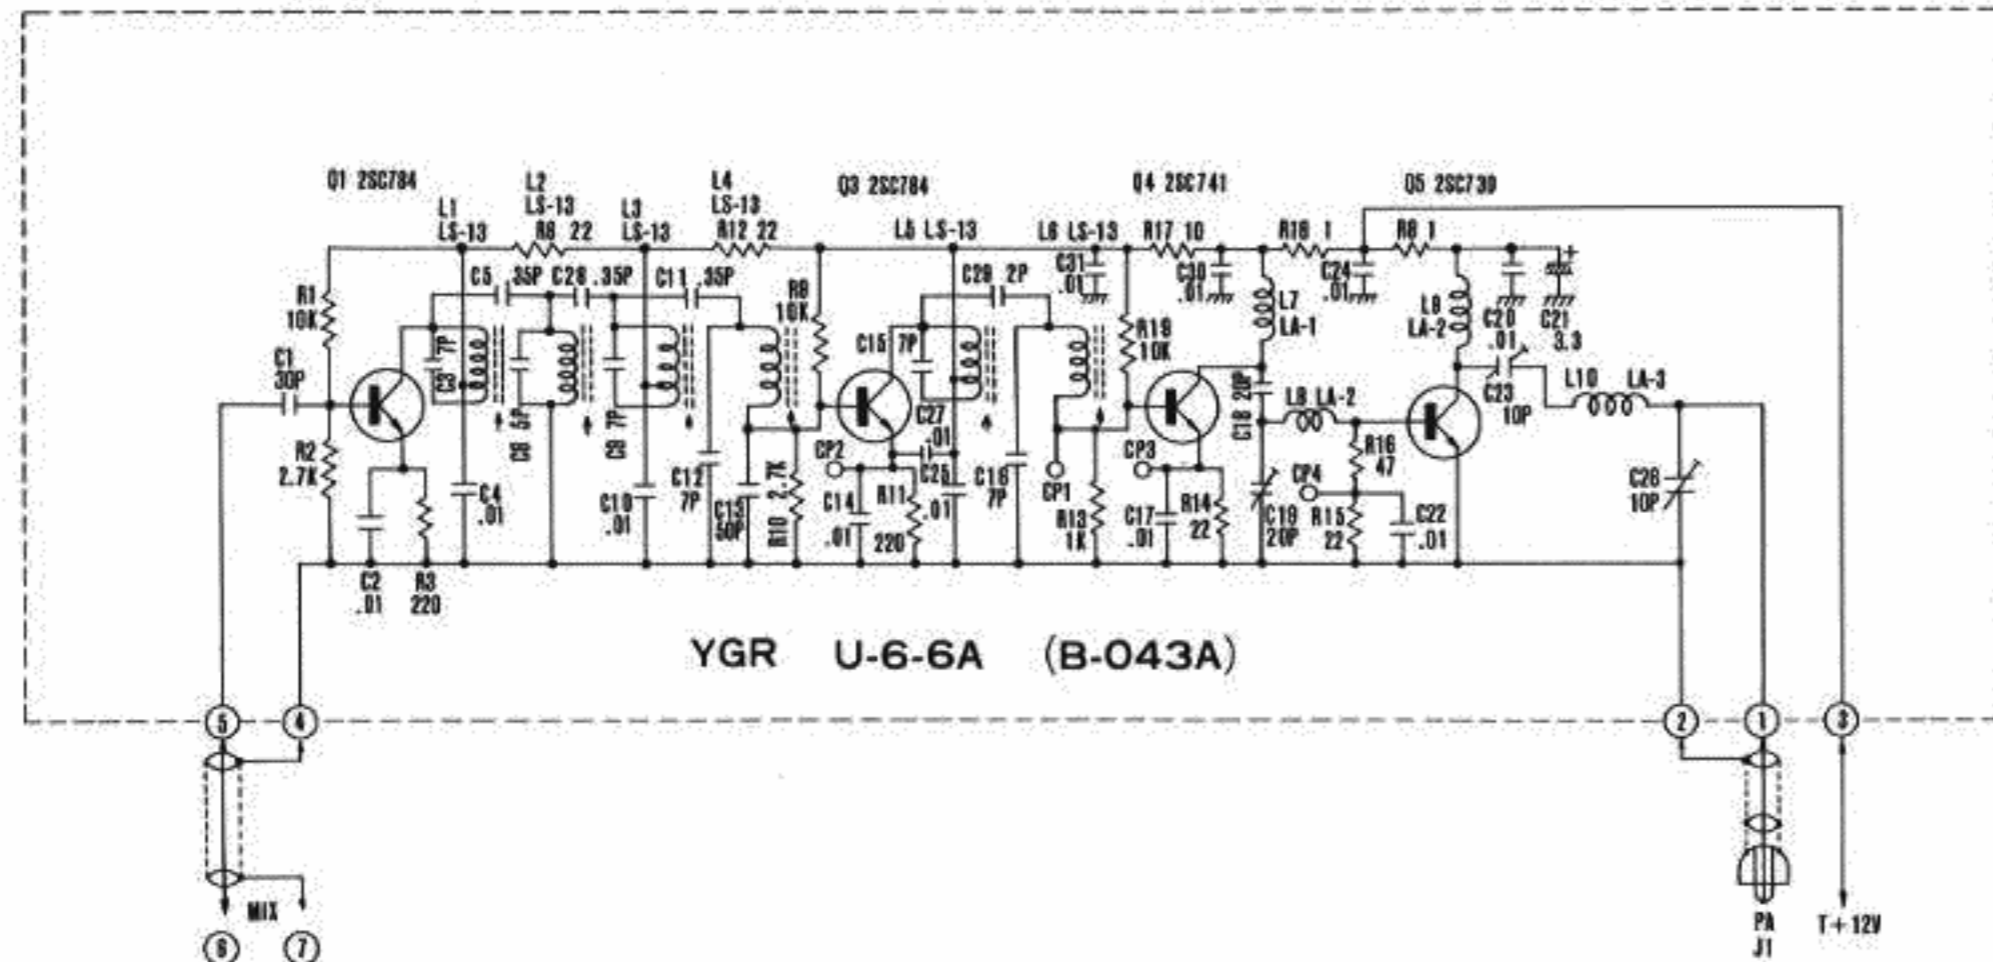 Q1 2SC784
L1
LS-13
L2
LS-13
R6 22
L3
LS-13
L4
LS-13
R12 22
Q3 2SC784
L5 LS-13
L6 LS-13
Q4 2SC741
R17 10
Q5 2SC730
R18 1
R8 1
C5 .35P
C26 .35P
C11 .35P
R9
10K
C29 2P
C31
.01
C30
.01
C24
.01
R1
10K
C1
30P
C3 7P
C8 5P
C9 7P
C15 7P
R19
10K
L7
LA-1
L9
LA-2
C20
.01
C21
3.3
+
C23
10P
L10 LA-3
R2
2.7K
C4
.01
C10
.01
C12
7P
C13
50P
R10 2.7K
CP2
C14
.01
R11
220
C27
.01
C25
.01
C16
7P
CP1
R13
1K
CP3
C17
.01
R14
22
C18 20P
L8 LA-2
C19
20P
CP4
R16
47
R15
22
C22
.01
C28
10P
C2
.01
R3
220
YGR U-6-6A (B-043A)
5 4 2 1 3
MIX
6 7
PA
J1
T+12V